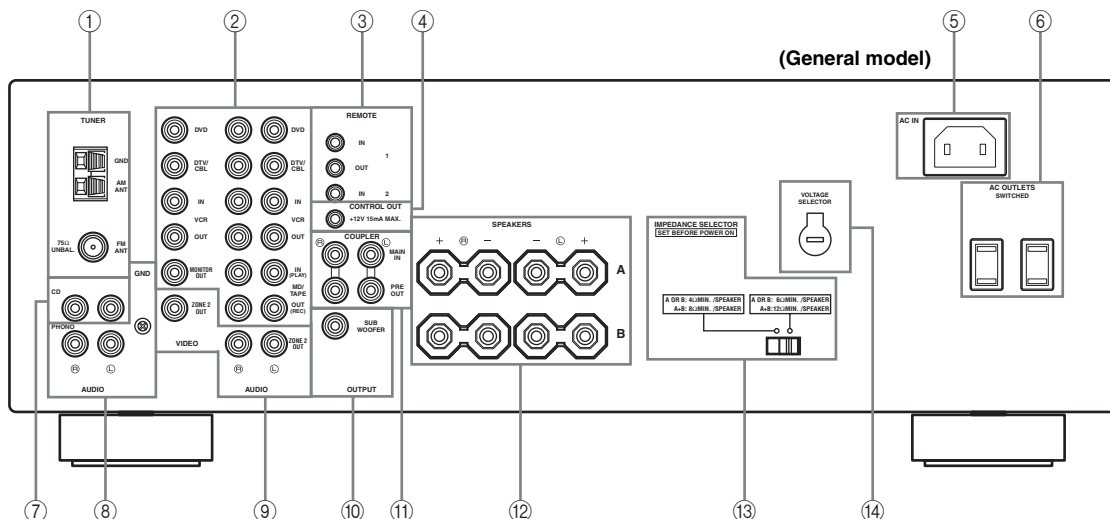 ① ② ③ ④ ⑤ ⑥
(General model)
TUNER
GND
AM
ANT
75Ω
UNBAL.
FM
ANT
GND
CD
PHONO
R L
AUDIO
DVD
DTV/
CBL
IN
VCR
OUT
MONITOR
OUT
ZONE 2
OUT
VIDEO
DVD
DTV/
CBL
IN
VCR
OUT
IN
(PLAY)
MD/
TAPE
OUT
(REC)
ZONE 2
OUT
R L
AUDIO
REMOTE
IN
1
OUT
IN 2
CONTROL OUT
+12V 15mA MAX.
COUPLER
R L
MAIN
IN
PRE
OUT
SUB
WOOFER
OUTPUT
SPEAKERS
+ R – – L +
A
B
IMPEDANCE SELECTOR
SET BEFORE POWER ON
A OR B: 4ΩMIN. /SPEAKER
A+B: 8ΩMIN. /SPEAKER
A OR B: 6ΩMIN. /SPEAKER
A+B:12ΩMIN. /SPEAKER
VOLTAGE
SELECTOR
AC IN
AC OUTLETS
SWITCHED
⑦ ⑧ ⑨ ⑩ ⑪ ⑫ ⑬ ⑭